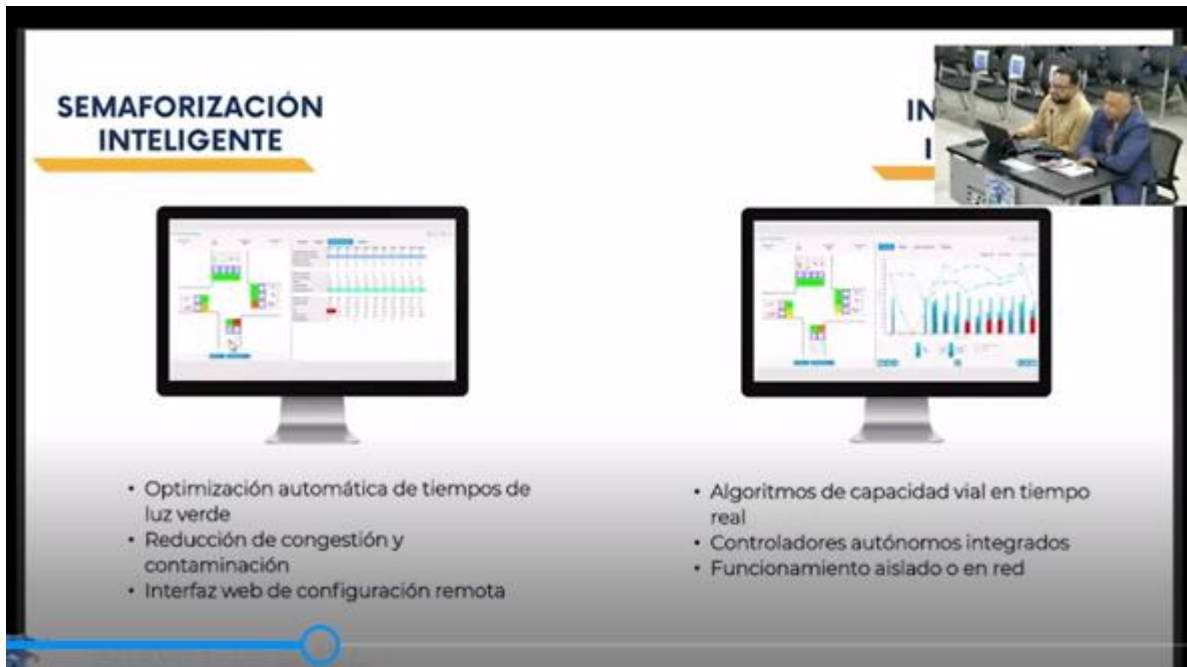 SEMAFORIZACIÓN
INTELIGENTE
• Optimización automática de tiempos de
luz verde
• Reducción de congestión y
contaminación
• Interfaz web de configuración remota
IN
I
• Algoritmos de capacidad vial en tiempo
real
• Controladores autónomos integrados
• Funcionamiento aislado o en red